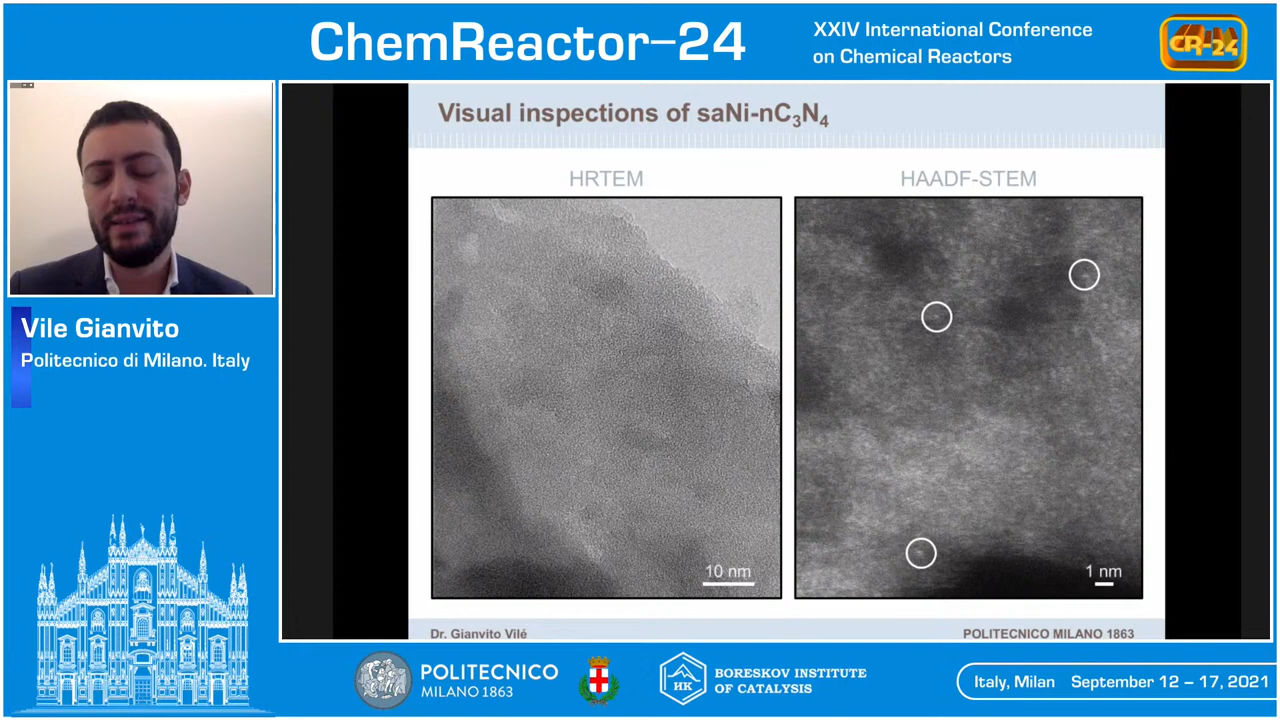 ChemReactor–24
XXIV International Conference
on Chemical Reactors
CR-24
Vile Gianvito
Politecnico di Milano. Italy
Visual inspections of saNi-nC₃N₄
HRTEM
HAADF-STEM
10 nm
1 nm
Dr. Gianvito Vilé
POLITECNICO MILANO 1863
POLITECNICO
MILANO 1863
НК
BORESKOV INSTITUTE
OF CATALYSIS
Italy, Milan September 12 – 17, 2021